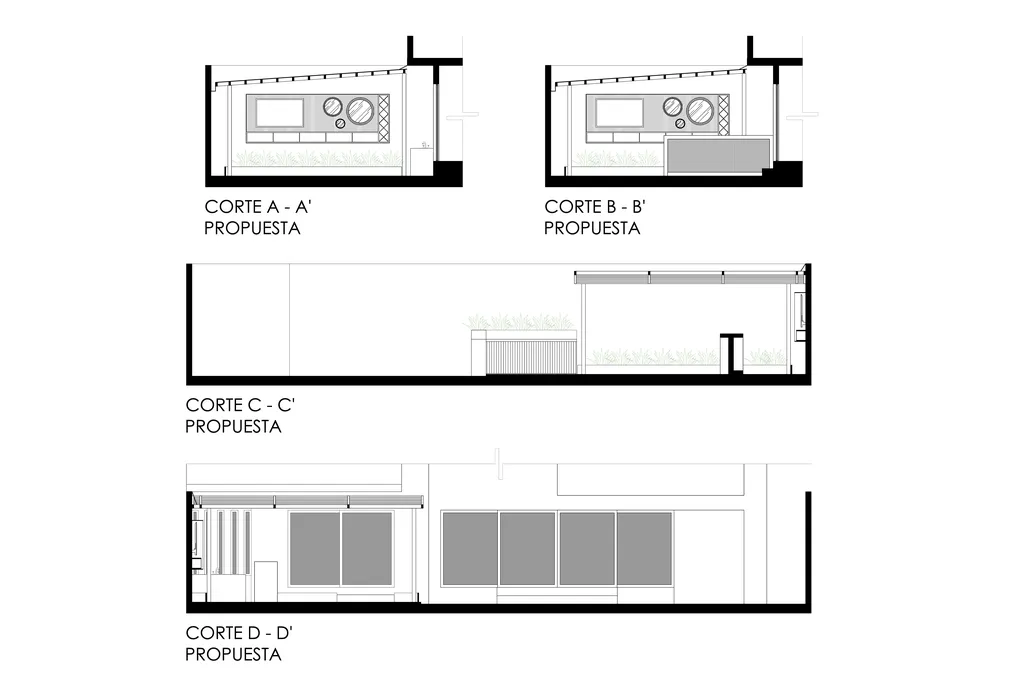 CORTE A - A'
PROPUESTA
CORTE B - B'
PROPUESTA
CORTE C - C'
PROPUESTA
CORTE D - D'
PROPUESTA